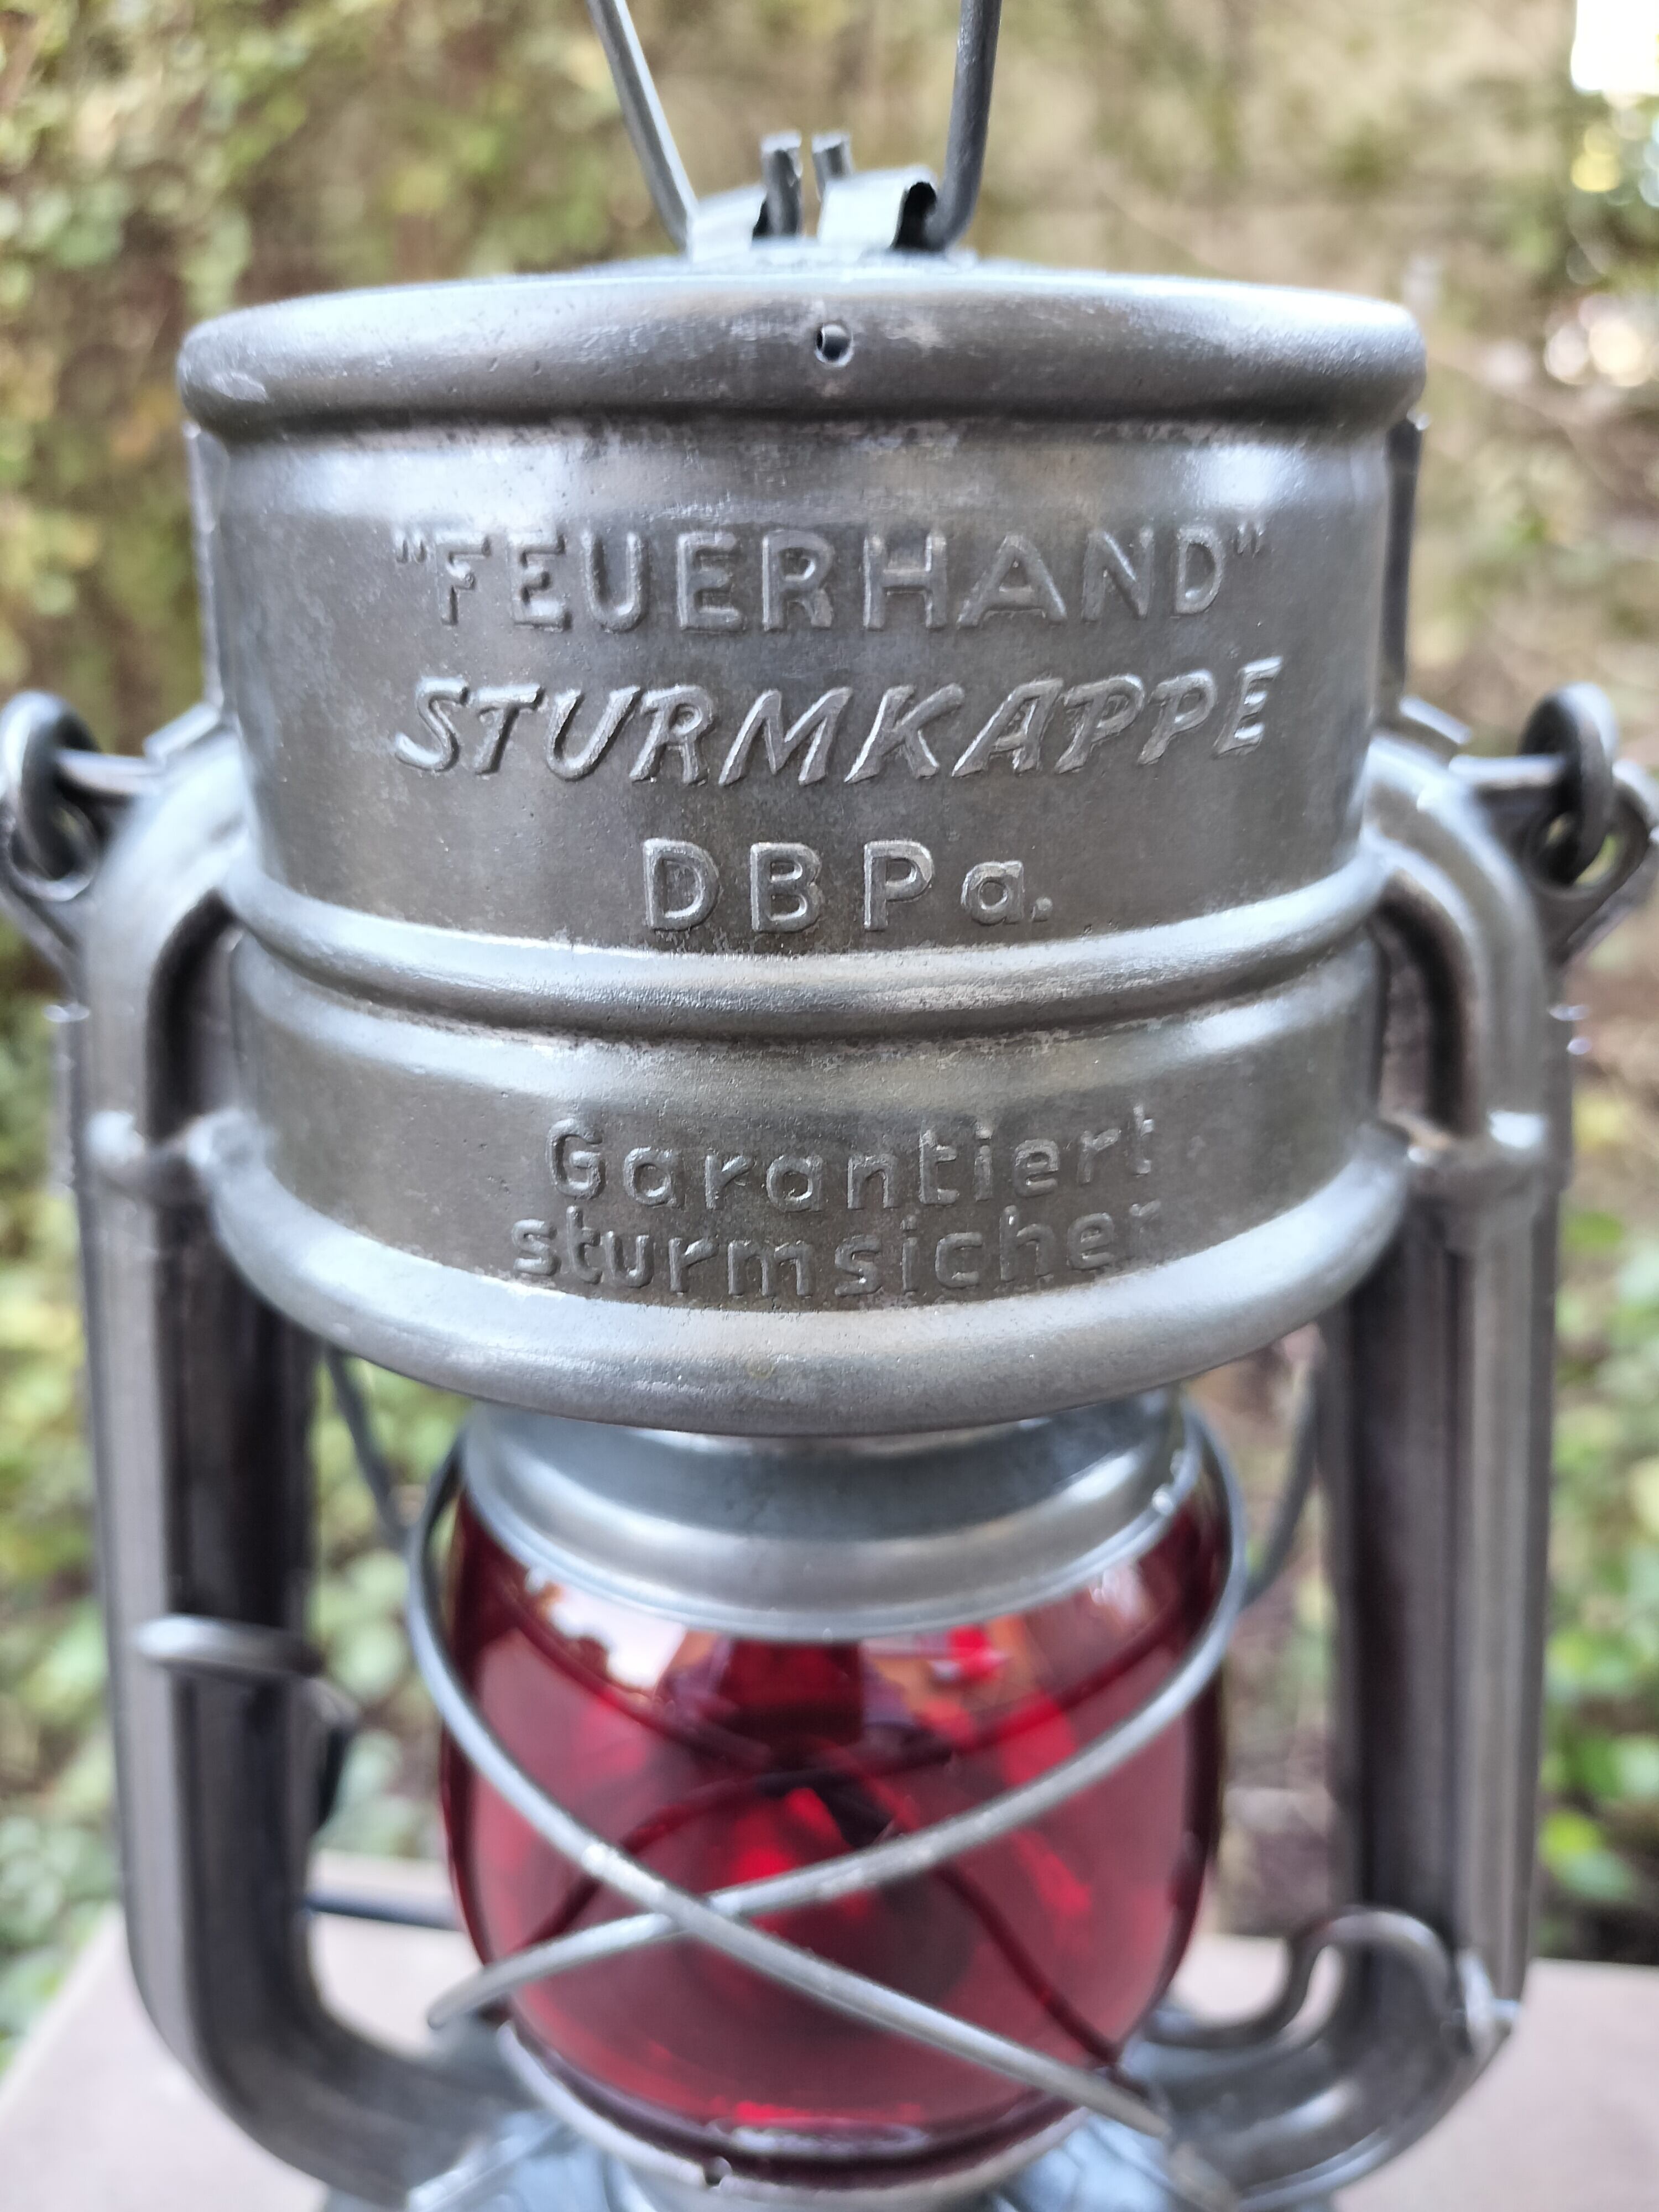 "FEUERHAND"
STURMKAPPE
DBPa.
Garantiert
sturmsicher